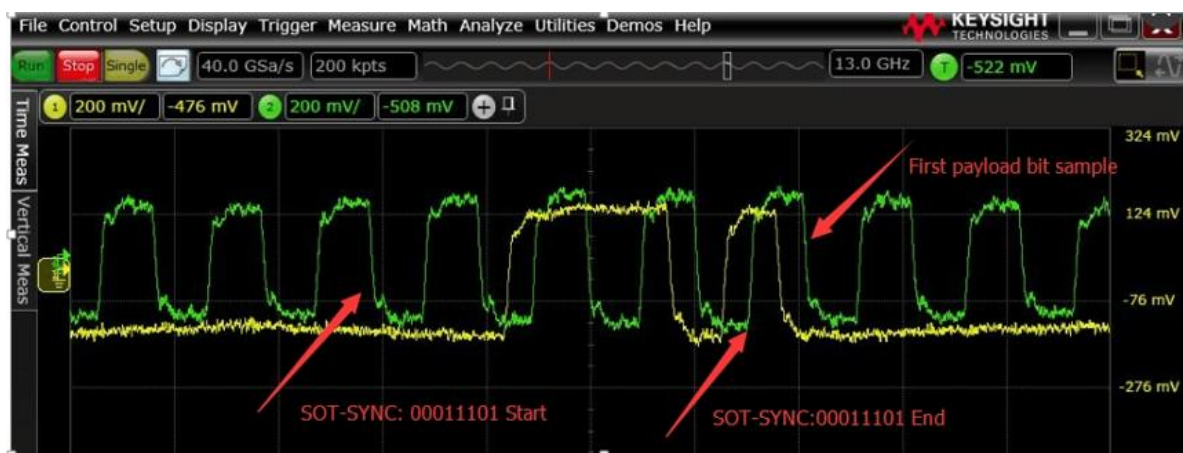 File Control Setup Display Trigger Measure Math Analyze Utilities Demos Help
KEYSIGHT
TECHNOLOGIES
Run Stop Single 40.0 GSa/s 200 kpts 13.0 GHz T -522 mV
1 200 mV/ -476 mV 2 200 mV/ -508 mV +
Time Meas
Vertical Meas
324 mV
First payload bit sample
124 mV
-76 mV
-276 mV
SOT-SYNC: 00011101 Start
SOT-SYNC:00011101 End